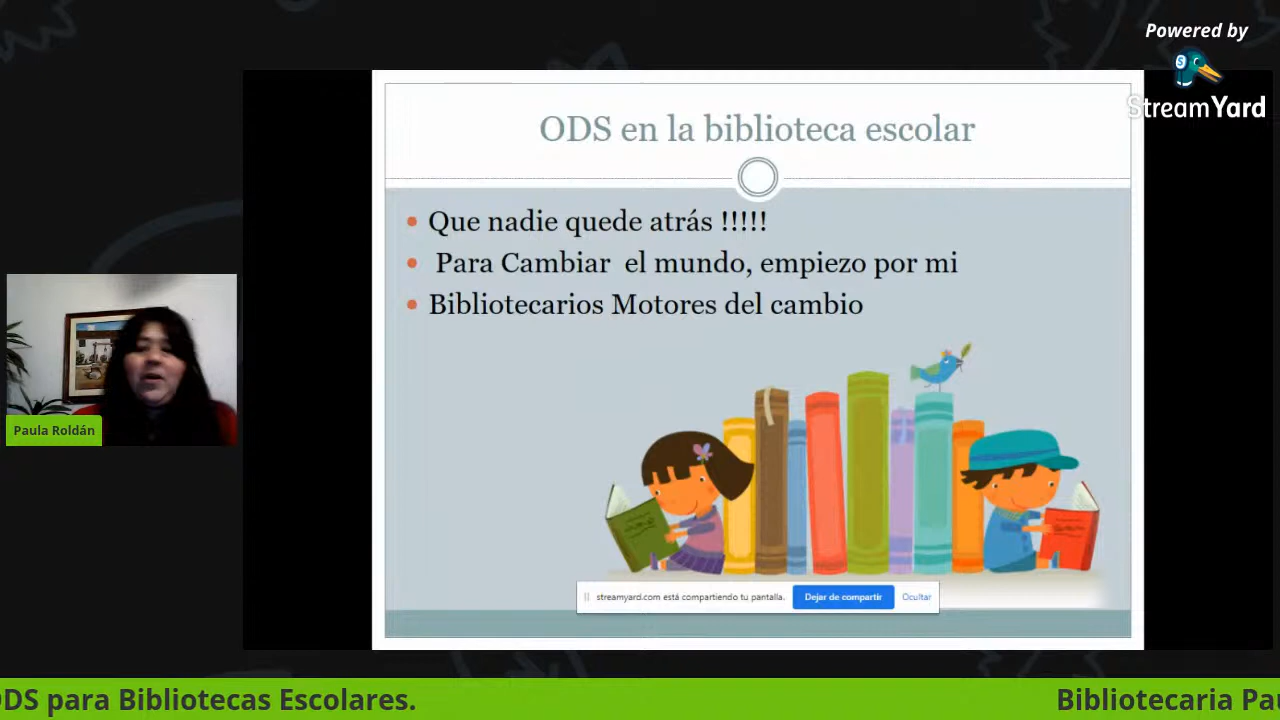 Powered by
StreamYard
ODS en la biblioteca escolar
Que nadie quede atrás !!!!!
Para Cambiar el mundo, empiezo por mi
Bibliotecarios Motores del cambio
Paula Roldán
streamyard.com está compartiendo tu pantalla.
Dejar de compartir
Ocultar
ODS para Bibliotecas Escolares.
Bibliotecaria Pau